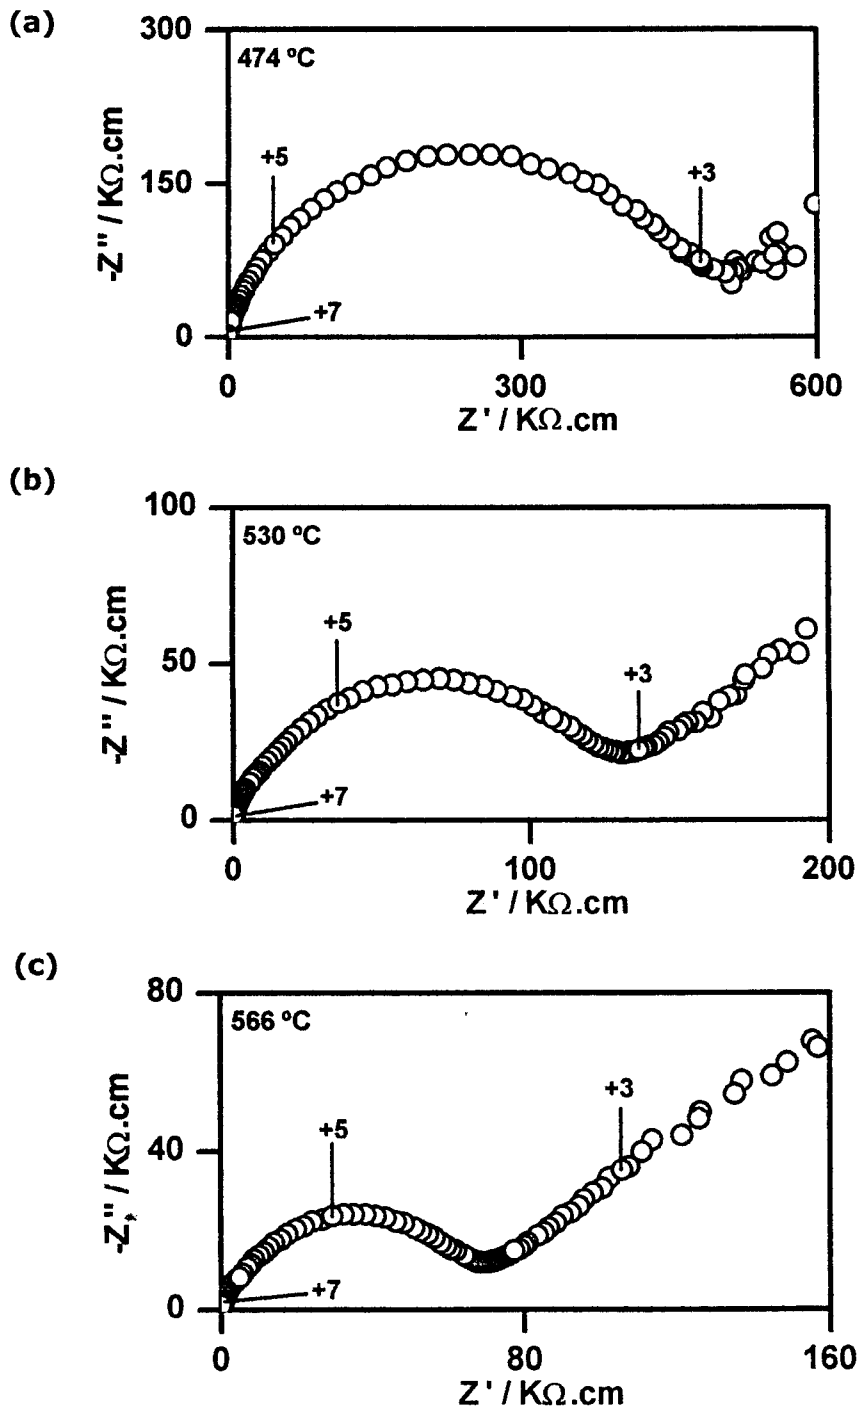 (a)
300
474 ºC
+5
+3
150
-Z'' / KΩ.cm
+7
0
0
300
600
Z' / KΩ.cm
(b)
100
530 ºC
+5
+3
50
-Z'' / KΩ.cm
+7
0
0
100
200
Z' / KΩ.cm
(c)
80
566 ºC
+3
+5
40
-Z'' / KΩ.cm
+7
0
0
80
160
Z' / KΩ.cm